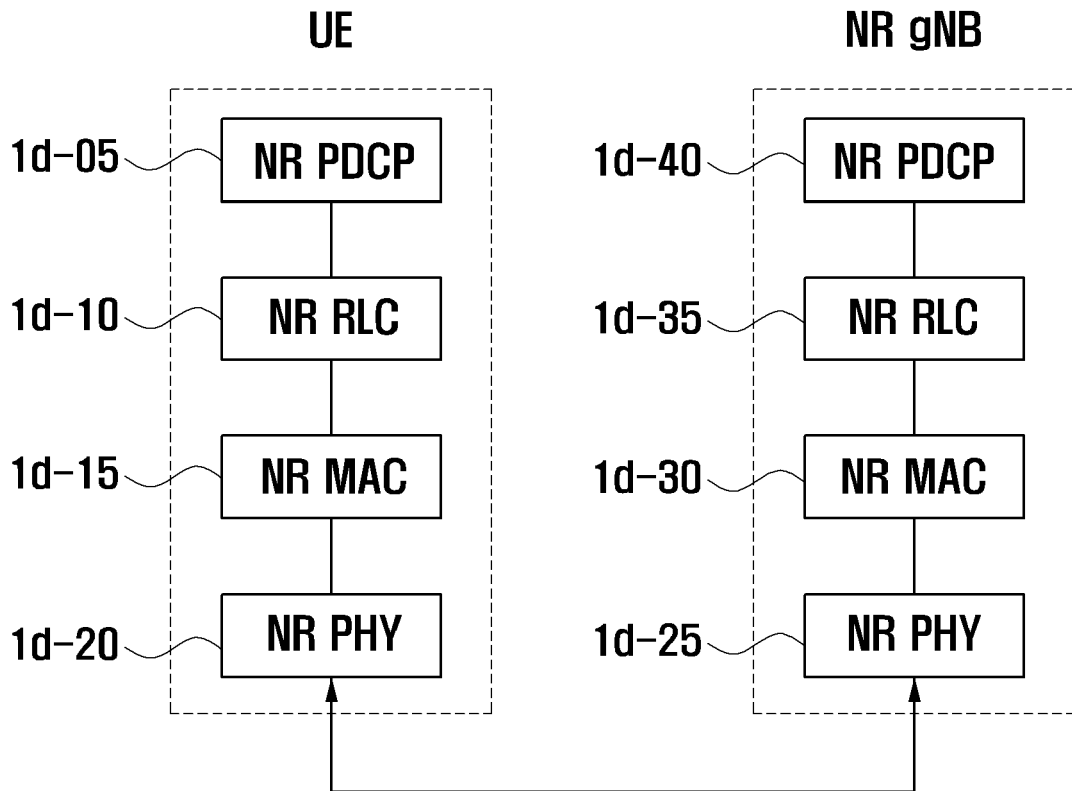 UE
NR gNB
1d-05
NR PDCP
1d-40
NR PDCP
1d-10
NR RLC
1d-35
NR RLC
1d-15
NR MAC
1d-30
NR MAC
1d-20
NR PHY
1d-25
NR PHY